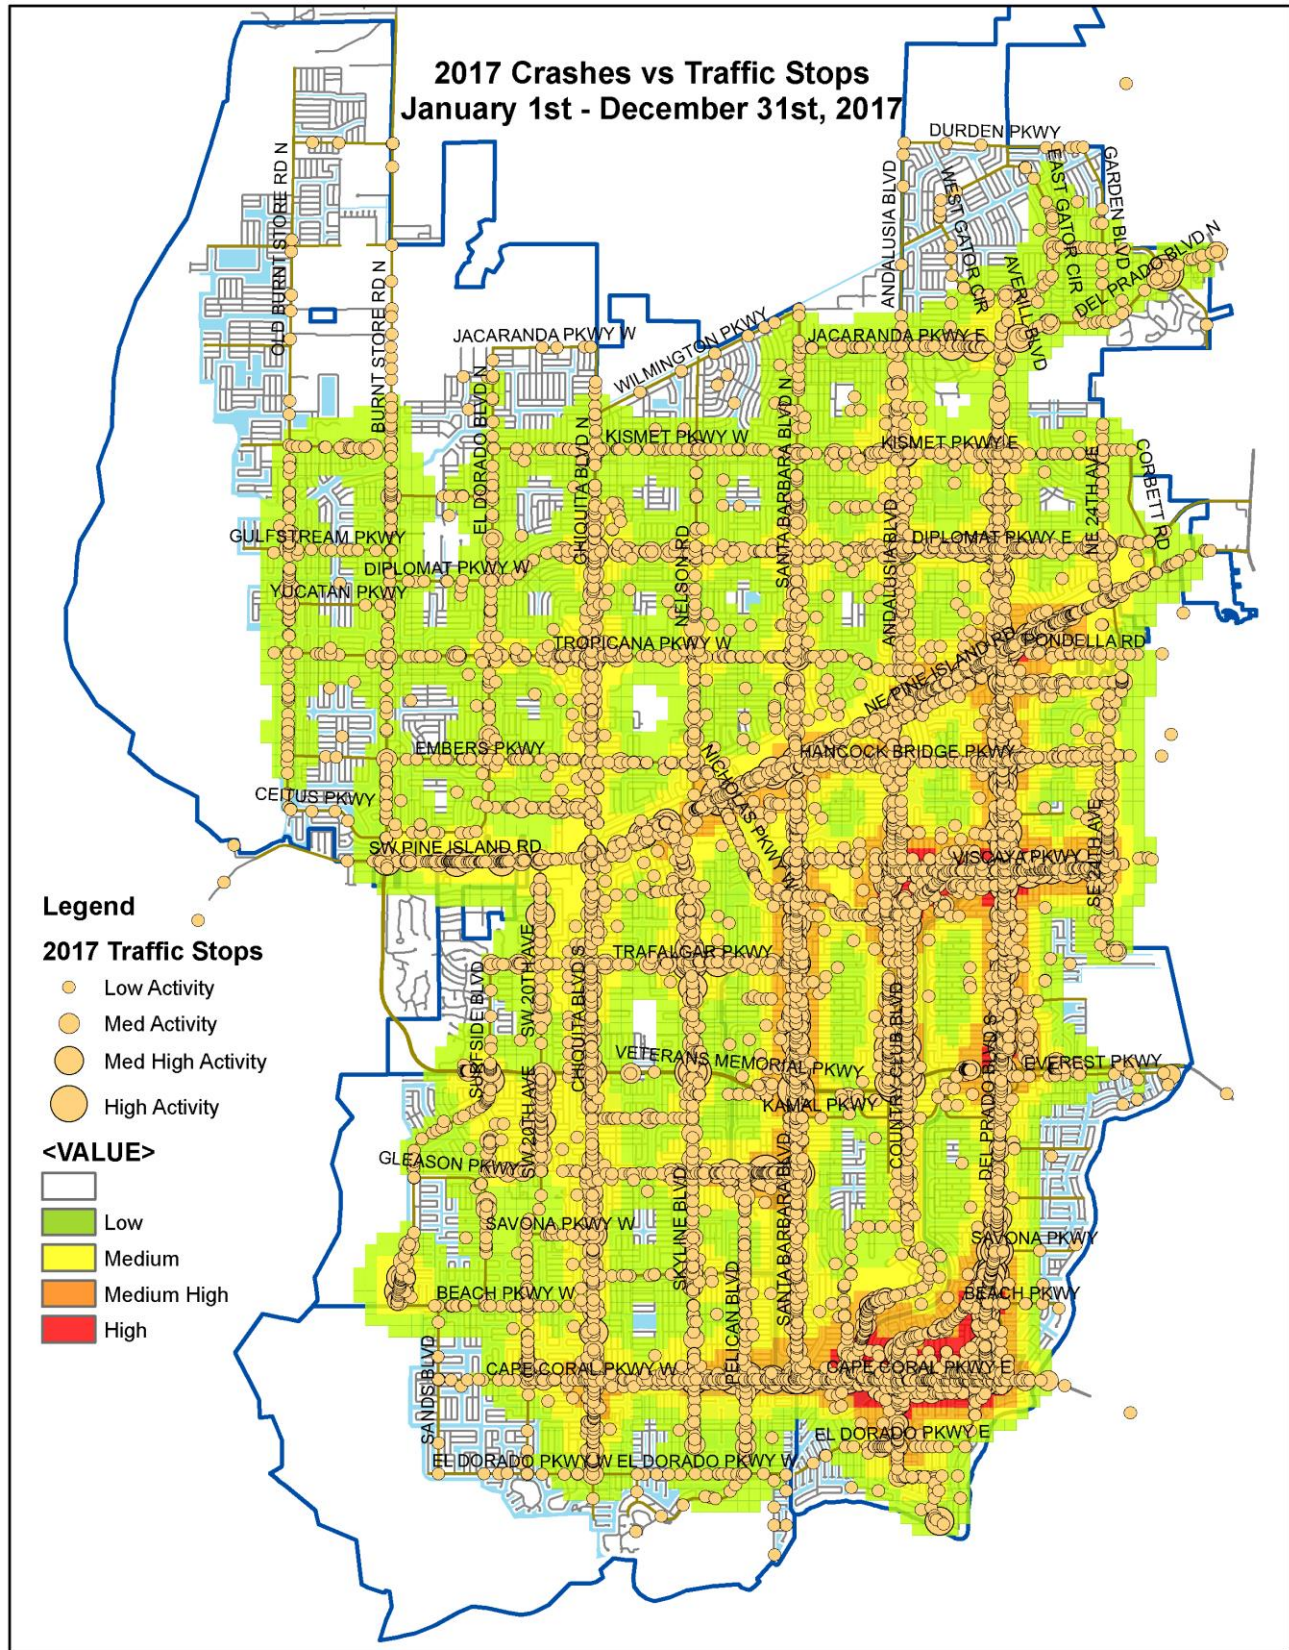 2017 Crashes vs Traffic Stops
January 1st - December 31st, 2017
DURDEN PKWY
OLD BURNT STORE RD N
BURNT STORE RD N
ANDALUSIA BLVD
WEST GATOR CIR
EAST GATOR CIR
GARDEN BLVD
AVERILL BLVD
DEL PRADO BLVD N
JACARANDA PKWY W
WILMINGTON PKWY
JACARANDA PKWY E
EL DORADO BLVD N
CHIQUITA BLVD N
SANTA BARBARA BLVD N
KISMET PKWY W
KISMET PKWY E
NE 24TH AVE
CORBETT RD
GULFSTREAM PKWY
DIPLOMAT PKWY W
DIPLOMAT PKWY E
NELSON RD
ANDALUSIA BLVD
YUCATAN PKWY
TROPICANA PKWY W
NE PINE ISLAND RD
PONDELLA RD
EMBERS PKWY
HANCOCK BRIDGE PKWY
NICHOLAS PKWY W
CEITUS PKWY
SW PINE ISLAND RD
VISCAYA PKWY
SE 24TH AVE
Legend
2017 Traffic Stops
Low Activity
Med Activity
Med High Activity
High Activity
<VALUE>
Low
Medium
Medium High
High
TRAFALGAR PKWY
SURFSIDE BLVD
SW 20TH AVE
CHIQUITA BLVD S
COUNTRY CLUB BLVD
DEL PRADO BLVD S
VETERANS MEMORIAL PKWY
EVEREST PKWY
KAMAL PKWY
SW 20TH AVE
GLEASON PKWY
SAVONA PKWY W
SKYLINE BLVD
SANTA BARBARA BLVD
SAVONA PKWY
BEACH PKWY W
BEACH PKWY
PELICAN BLVD
SANDS BLVD
CAPE CORAL PKWY W
CAPE CORAL PKWY E
EL DORADO PKWY E
EL DORADO PKWY W
EL DORADO PKWY W